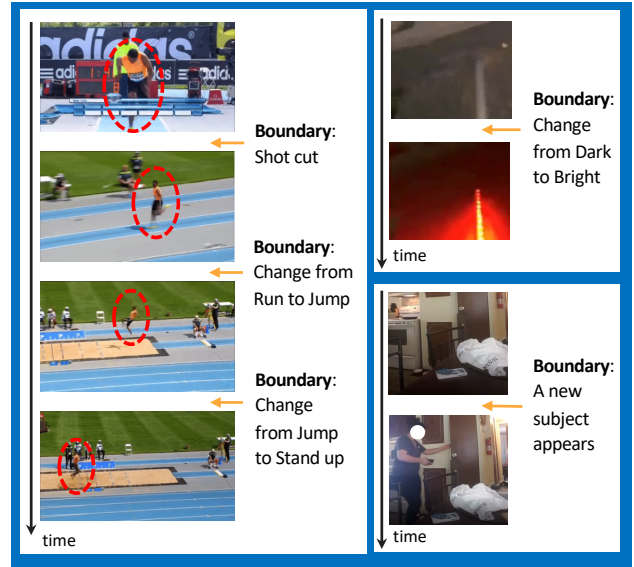 adidas
adidas
Boundary:
Shot cut
Boundary:
Change from
Run to Jump
Boundary:
Change
from Jump
to Stand up
time
Boundary:
Change
from Dark
to Bright
time
Boundary:
A new
subject
appears
time